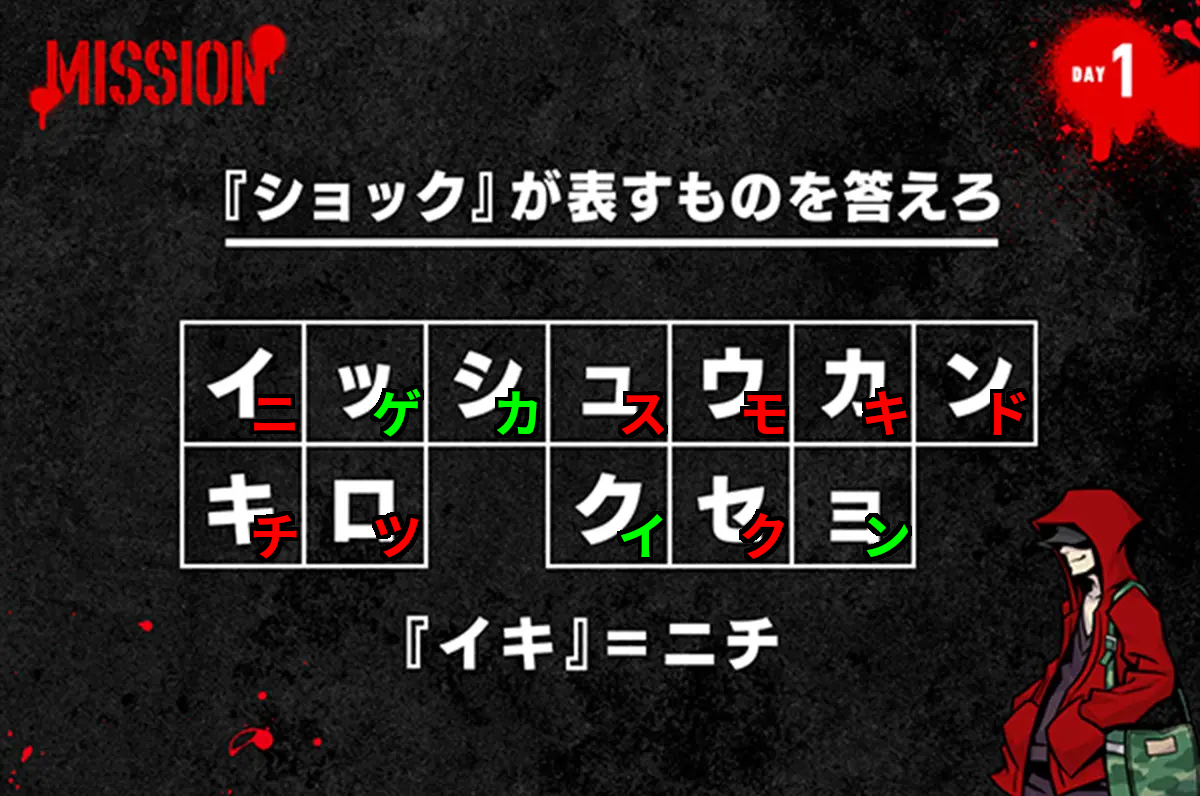 MISSION
DAY 1
『ショック』が表すものを答えろ
イ ッ シ ュ ウ カ ン
ニ ゲ カ ス モ キ ド
キ ロ ク セ ヨ
チ ツ イ ク ン
『イキ』=ニチ